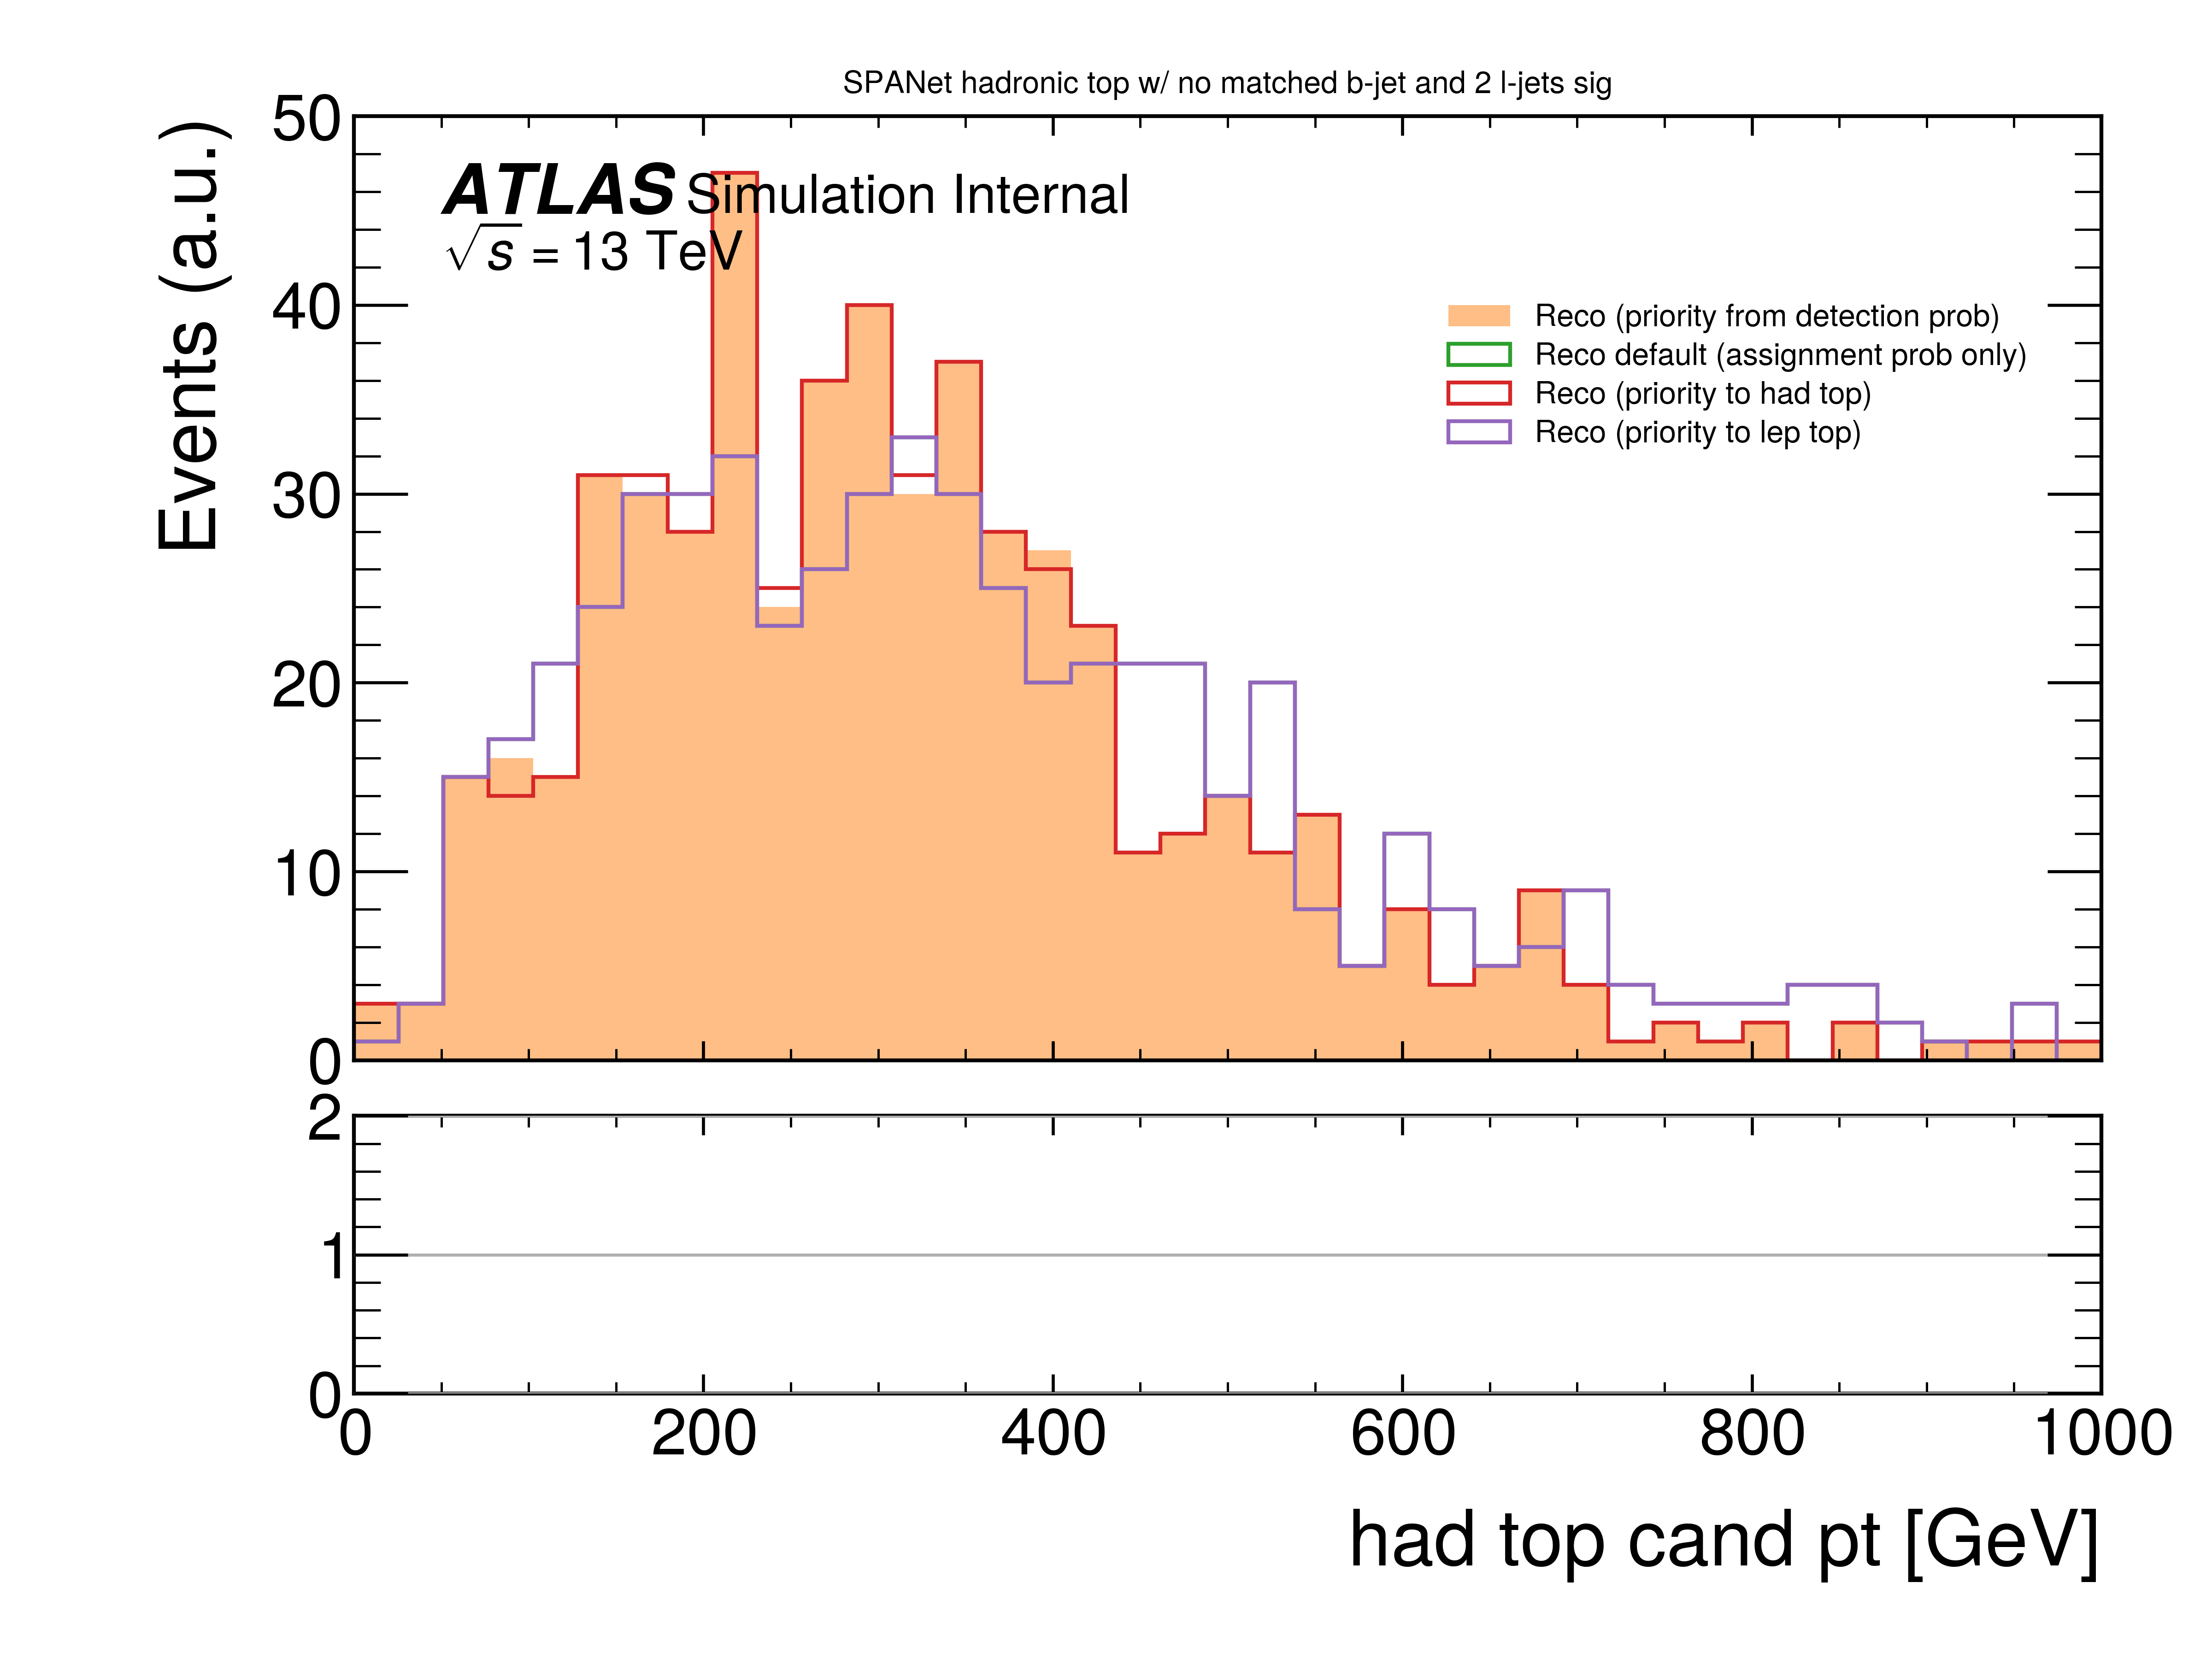 SPANet hadronic top w/ no matched b-jet and 2 l-jets sig
50
40
30
20
10
0
Events (a.u.)
ATLAS Simulation Internal
√s = 13 TeV
Reco (priority from detection prob)
Reco default (assignment prob only)
Reco (priority to had top)
Reco (priority to lep top)
2
1
0
0 200 400 600 800 1000
had top cand pt [GeV]